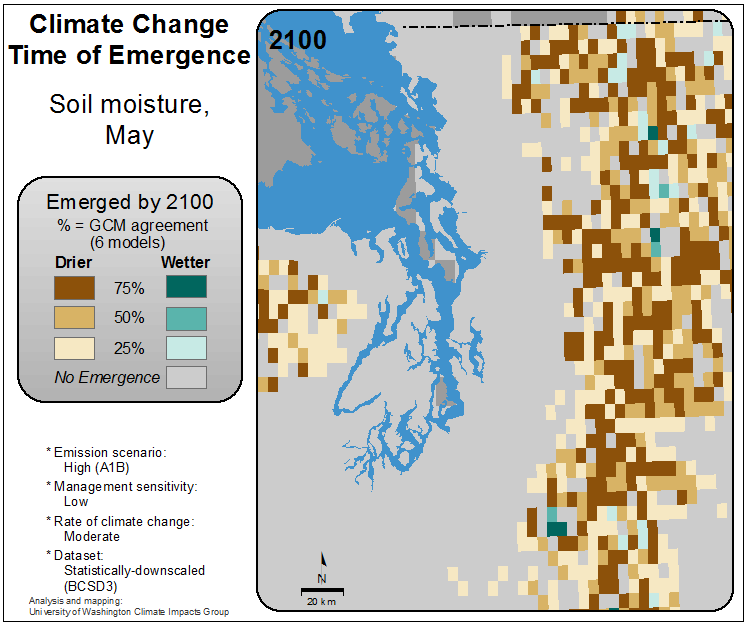 Climate Change
Time of Emergence
Soil moisture,
May
Emerged by 2100
% = GCM agreement
(6 models)
Drier Wetter
75%
50%
25%
No Emergence
* Emission scenario:
High (A1B)
* Management sensitivity:
Low
* Rate of climate change:
Moderate
* Dataset:
Statistically-downscaled
(BCSD3)
Analysis and mapping:
University of Washington Climate Impacts Group
2100
N
20 km